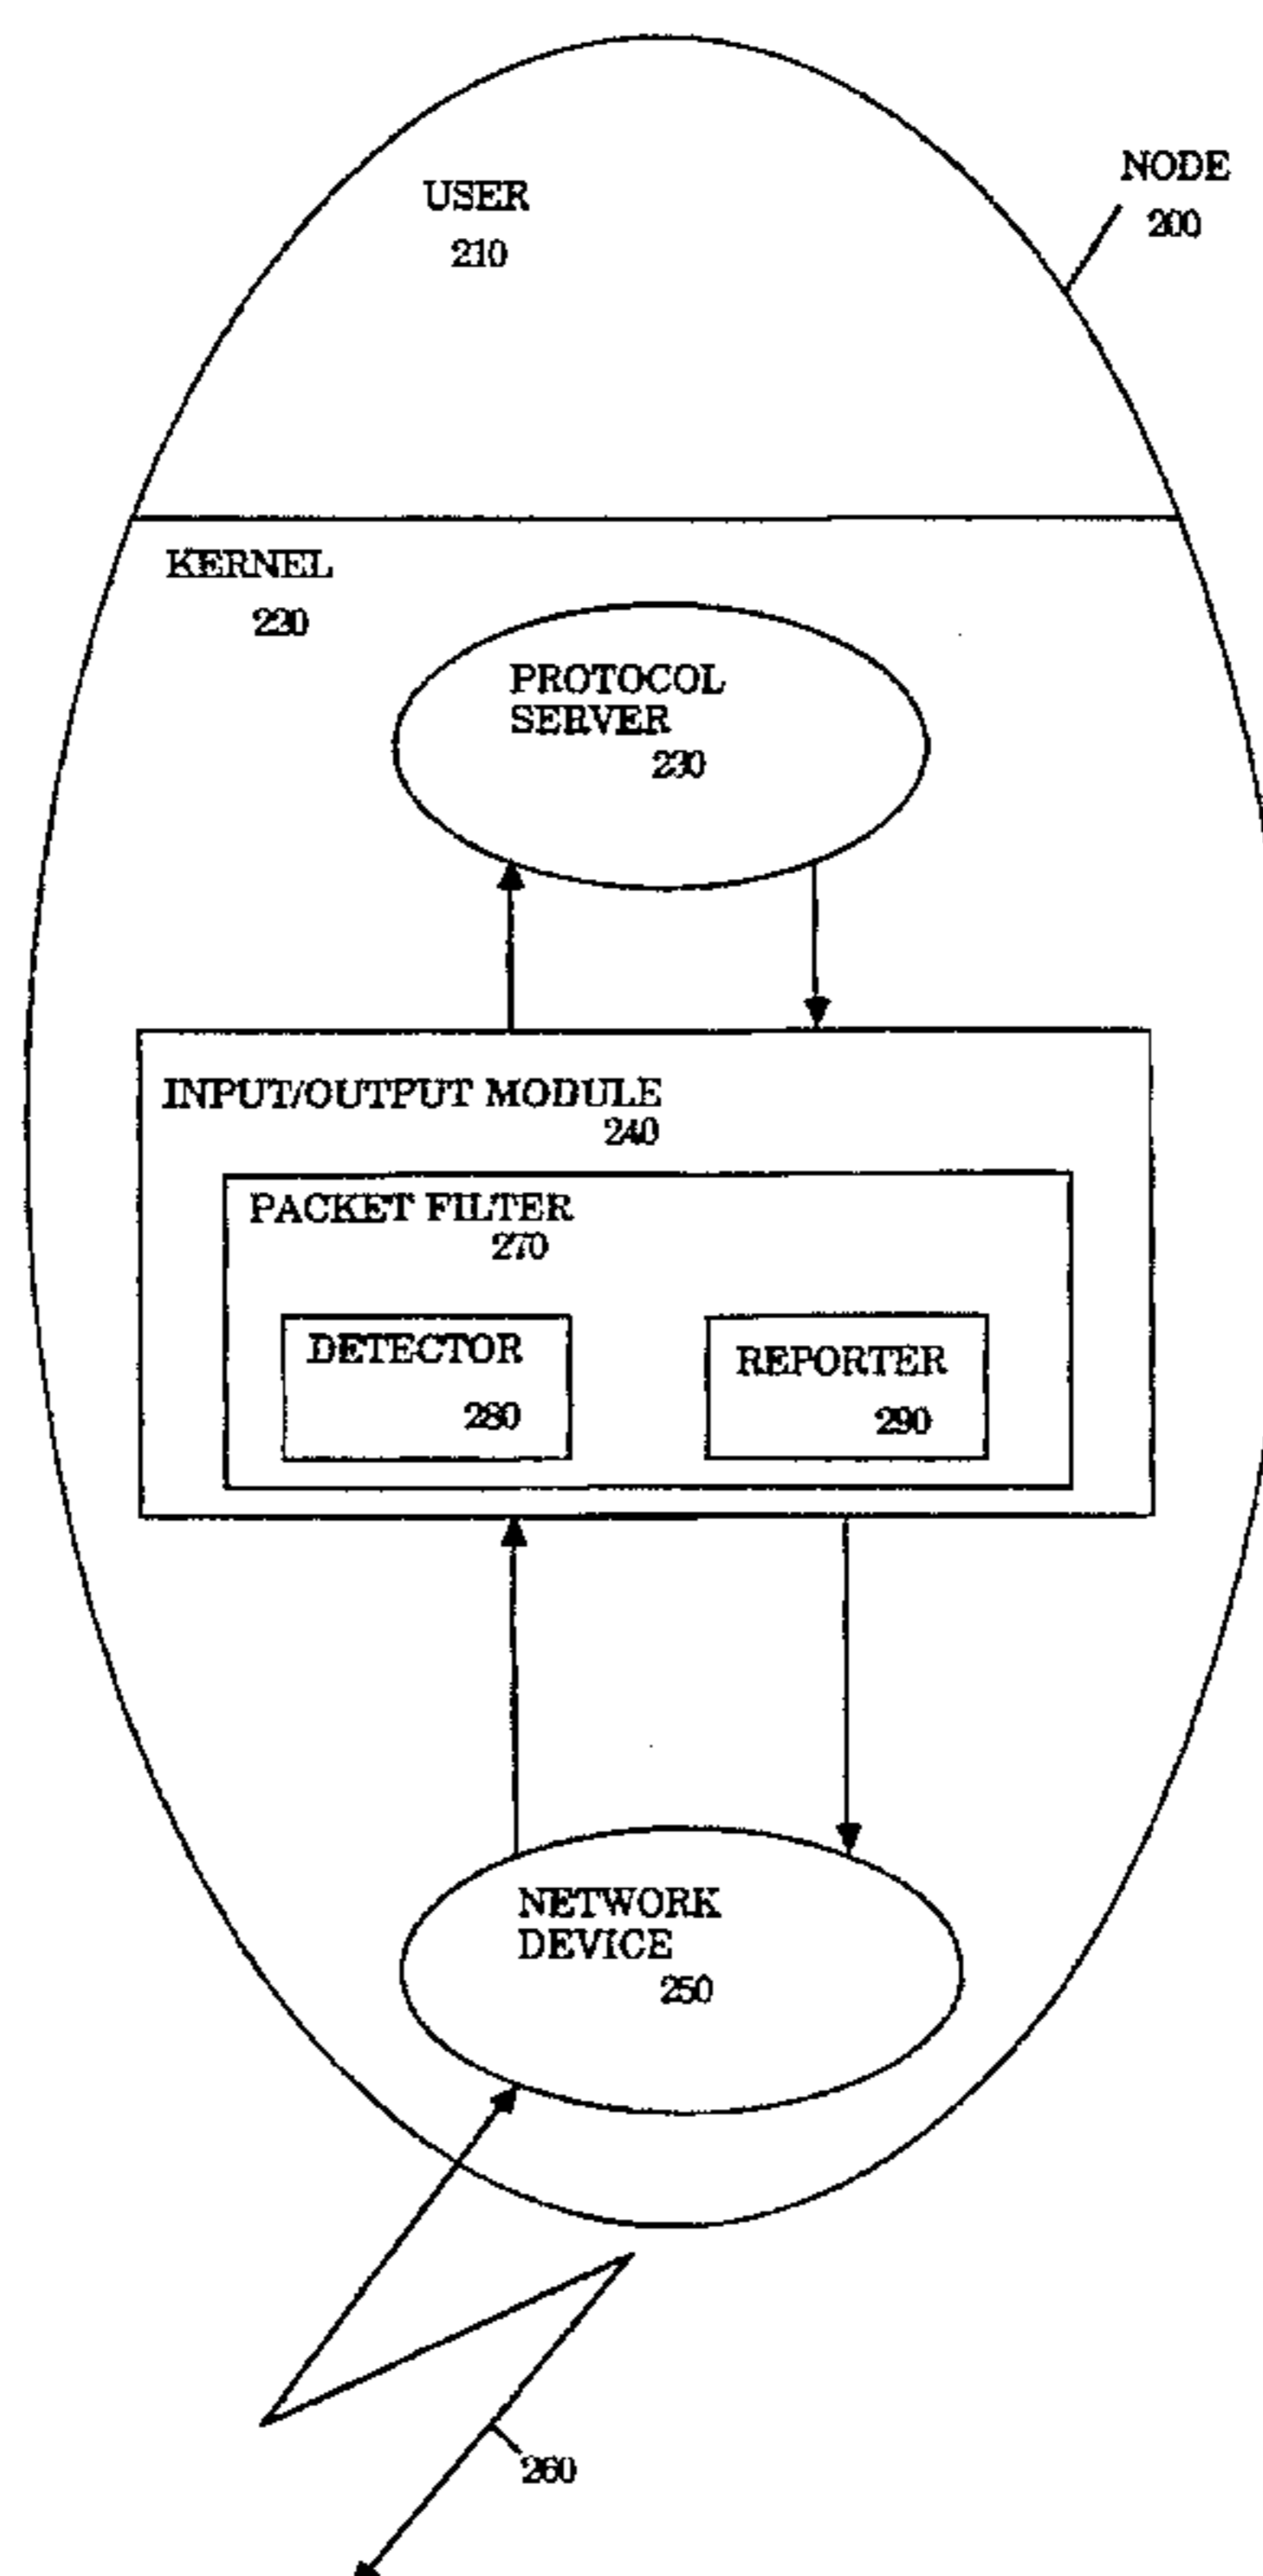 NODE
200
USER
210
KERNEL
220
PROTOCOL
SERVER
230
INPUT/OUTPUT MODULE
240
PACKET FILTER
270
DETECTOR
280
REPORTER
290
NETWORK
DEVICE
250
260